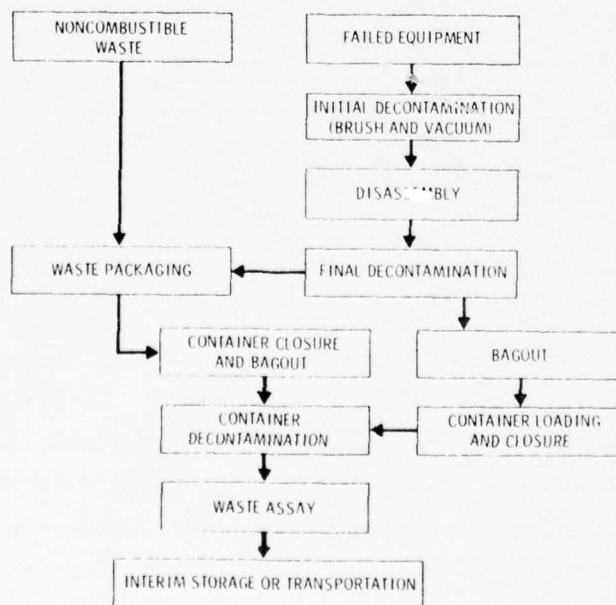 NONCOMBUSTIBLE
WASTE
FAILED EQUIPMENT
INITIAL DECONTAMINATION
(BRUSH AND VACUUM)
DISASSEMBLY
WASTE PACKAGING
FINAL DECONTAMINATION
CONTAINER CLOSURE
AND BAGOUT
BAGOUT
CONTAINER
DECONTAMINATION
CONTAINER LOADING
AND CLOSURE
WASTE ASSAY
INTERIM STORAGE OR TRANSPORTATION